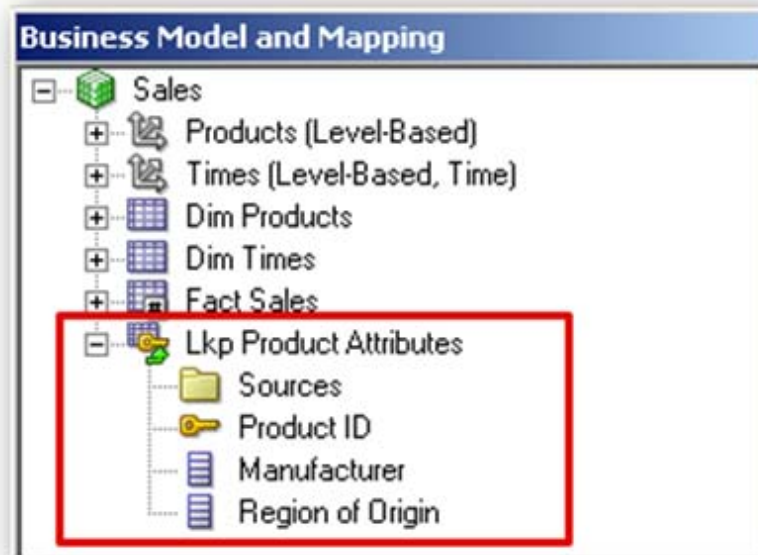 Business Model and Mapping
Sales
Products (Level-Based)
Times (Level-Based, Time)
Dim Products
Dim Times
Fact Sales
Lkp Product Attributes
Sources
Product ID
Manufacturer
Region of Origin